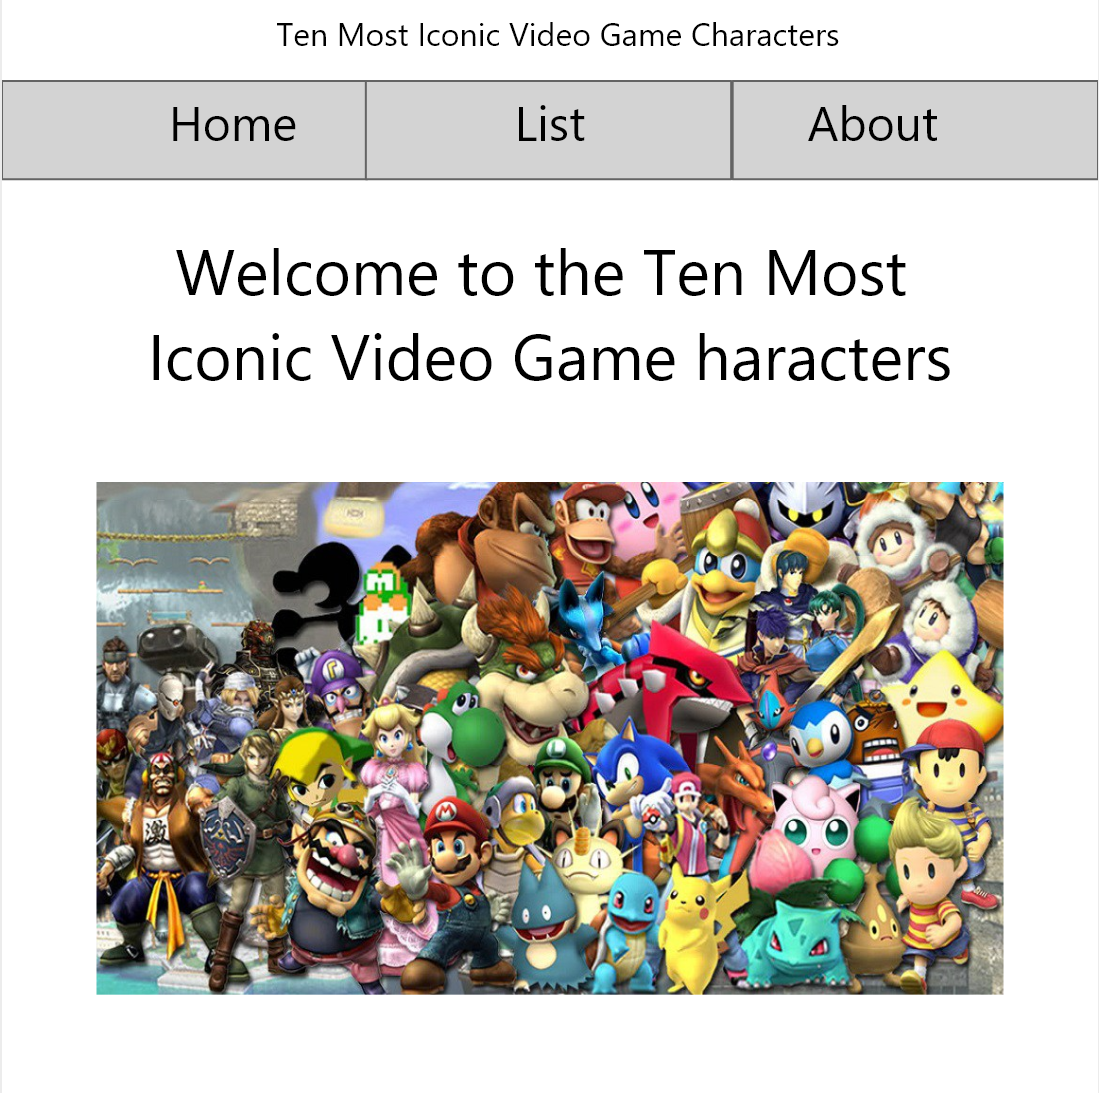 Ten Most Iconic Video Game Characters
Home
List
About
Welcome to the Ten Most
Iconic Video Game haracters
M